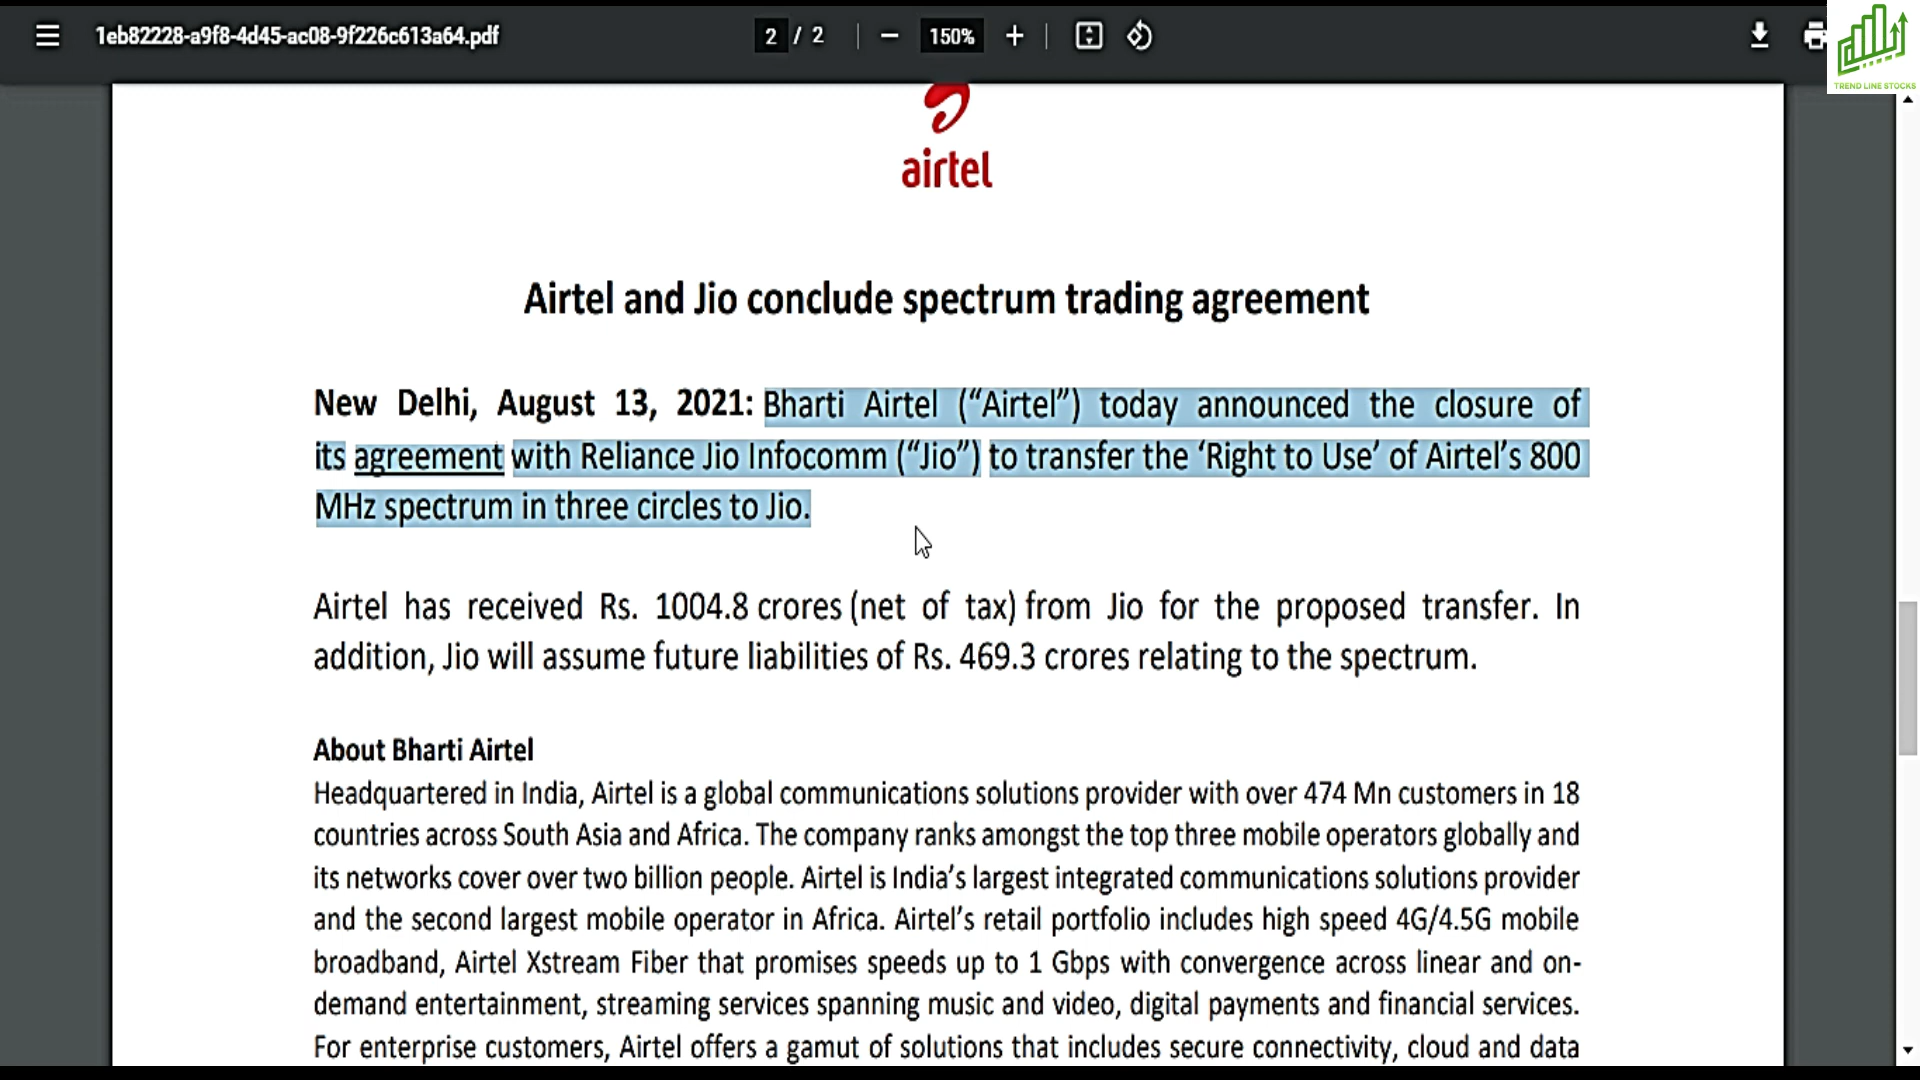 1eb82228-a9f8-4d45-ac08-9f226c613a64.pdf
2 / 2
150%
TREND LINE STOCKS
airtel
Airtel and Jio conclude spectrum trading agreement
New Delhi, August 13, 2021: Bharti Airtel (“Airtel”) today announced the closure of
its agreement with Reliance Jio Infocomm (“Jio”) to transfer the ‘Right to Use’ of Airtel’s 800
MHz spectrum in three circles to Jio.
Airtel has received Rs. 1004.8 crores (net of tax) from Jio for the proposed transfer. In
addition, Jio will assume future liabilities of Rs. 469.3 crores relating to the spectrum.
About Bharti Airtel
Headquartered in India, Airtel is a global communications solutions provider with over 474 Mn customers in 18
countries across South Asia and Africa. The company ranks amongst the top three mobile operators globally and
its networks cover over two billion people. Airtel is India’s largest integrated communications solutions provider
and the second largest mobile operator in Africa. Airtel’s retail portfolio includes high speed 4G/4.5G mobile
broadband, Airtel Xstream Fiber that promises speeds up to 1 Gbps with convergence across linear and on-
demand entertainment, streaming services spanning music and video, digital payments and financial services.
For enterprise customers, Airtel offers a gamut of solutions that includes secure connectivity, cloud and data